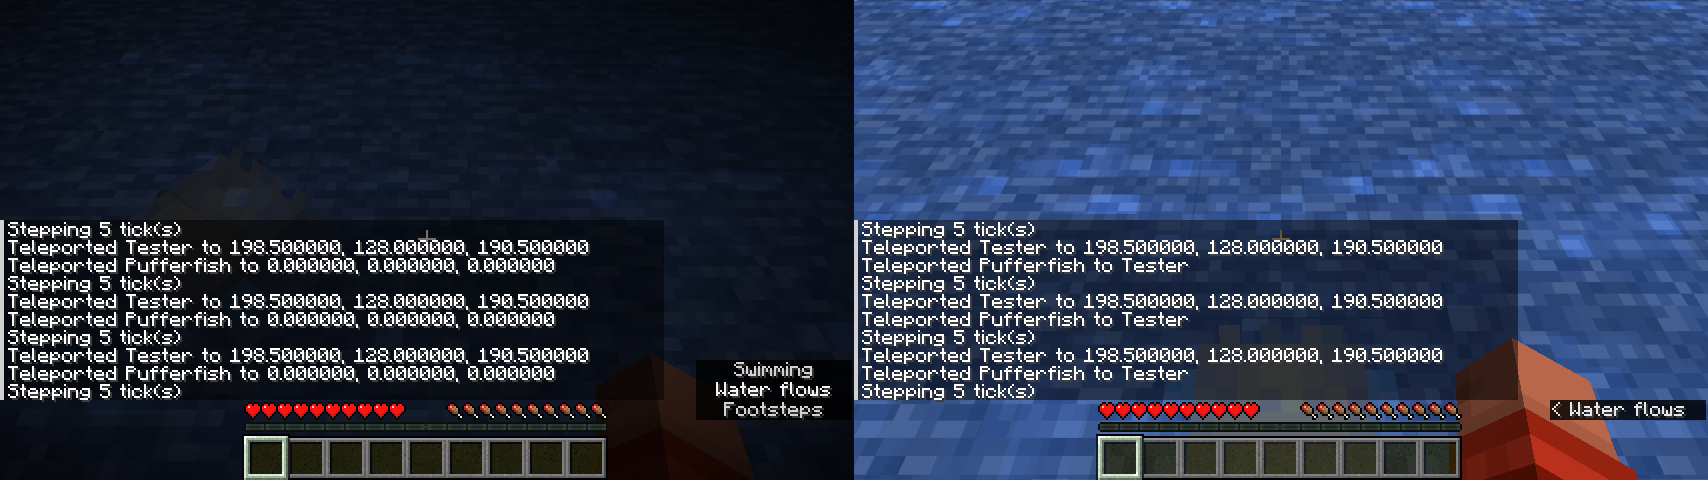 Stepping 5 tick(s)
Teleported Tester to 198.500000, 128.000000, 190.500000
Teleported Pufferfish to 0.000000, 0.000000, 0.000000
Stepping 5 tick(s)
Teleported Tester to 198.500000, 128.000000, 190.500000
Teleported Pufferfish to 0.000000, 0.000000, 0.000000
Stepping 5 tick(s)
Teleported Tester to 198.500000, 128.000000, 190.500000
Teleported Pufferfish to 0.000000, 0.000000, 0.000000
Stepping 5 tick(s)
Swimming
Water flows
Footsteps
Stepping 5 tick(s)
Teleported Tester to 198.500000, 128.000000, 190.500000
Teleported Pufferfish to Tester
Stepping 5 tick(s)
Teleported Tester to 198.500000, 128.000000, 190.500000
Teleported Pufferfish to Tester
Stepping 5 tick(s)
Teleported Tester to 198.500000, 128.000000, 190.500000
Teleported Pufferfish to Tester
Stepping 5 tick(s)
< Water flows